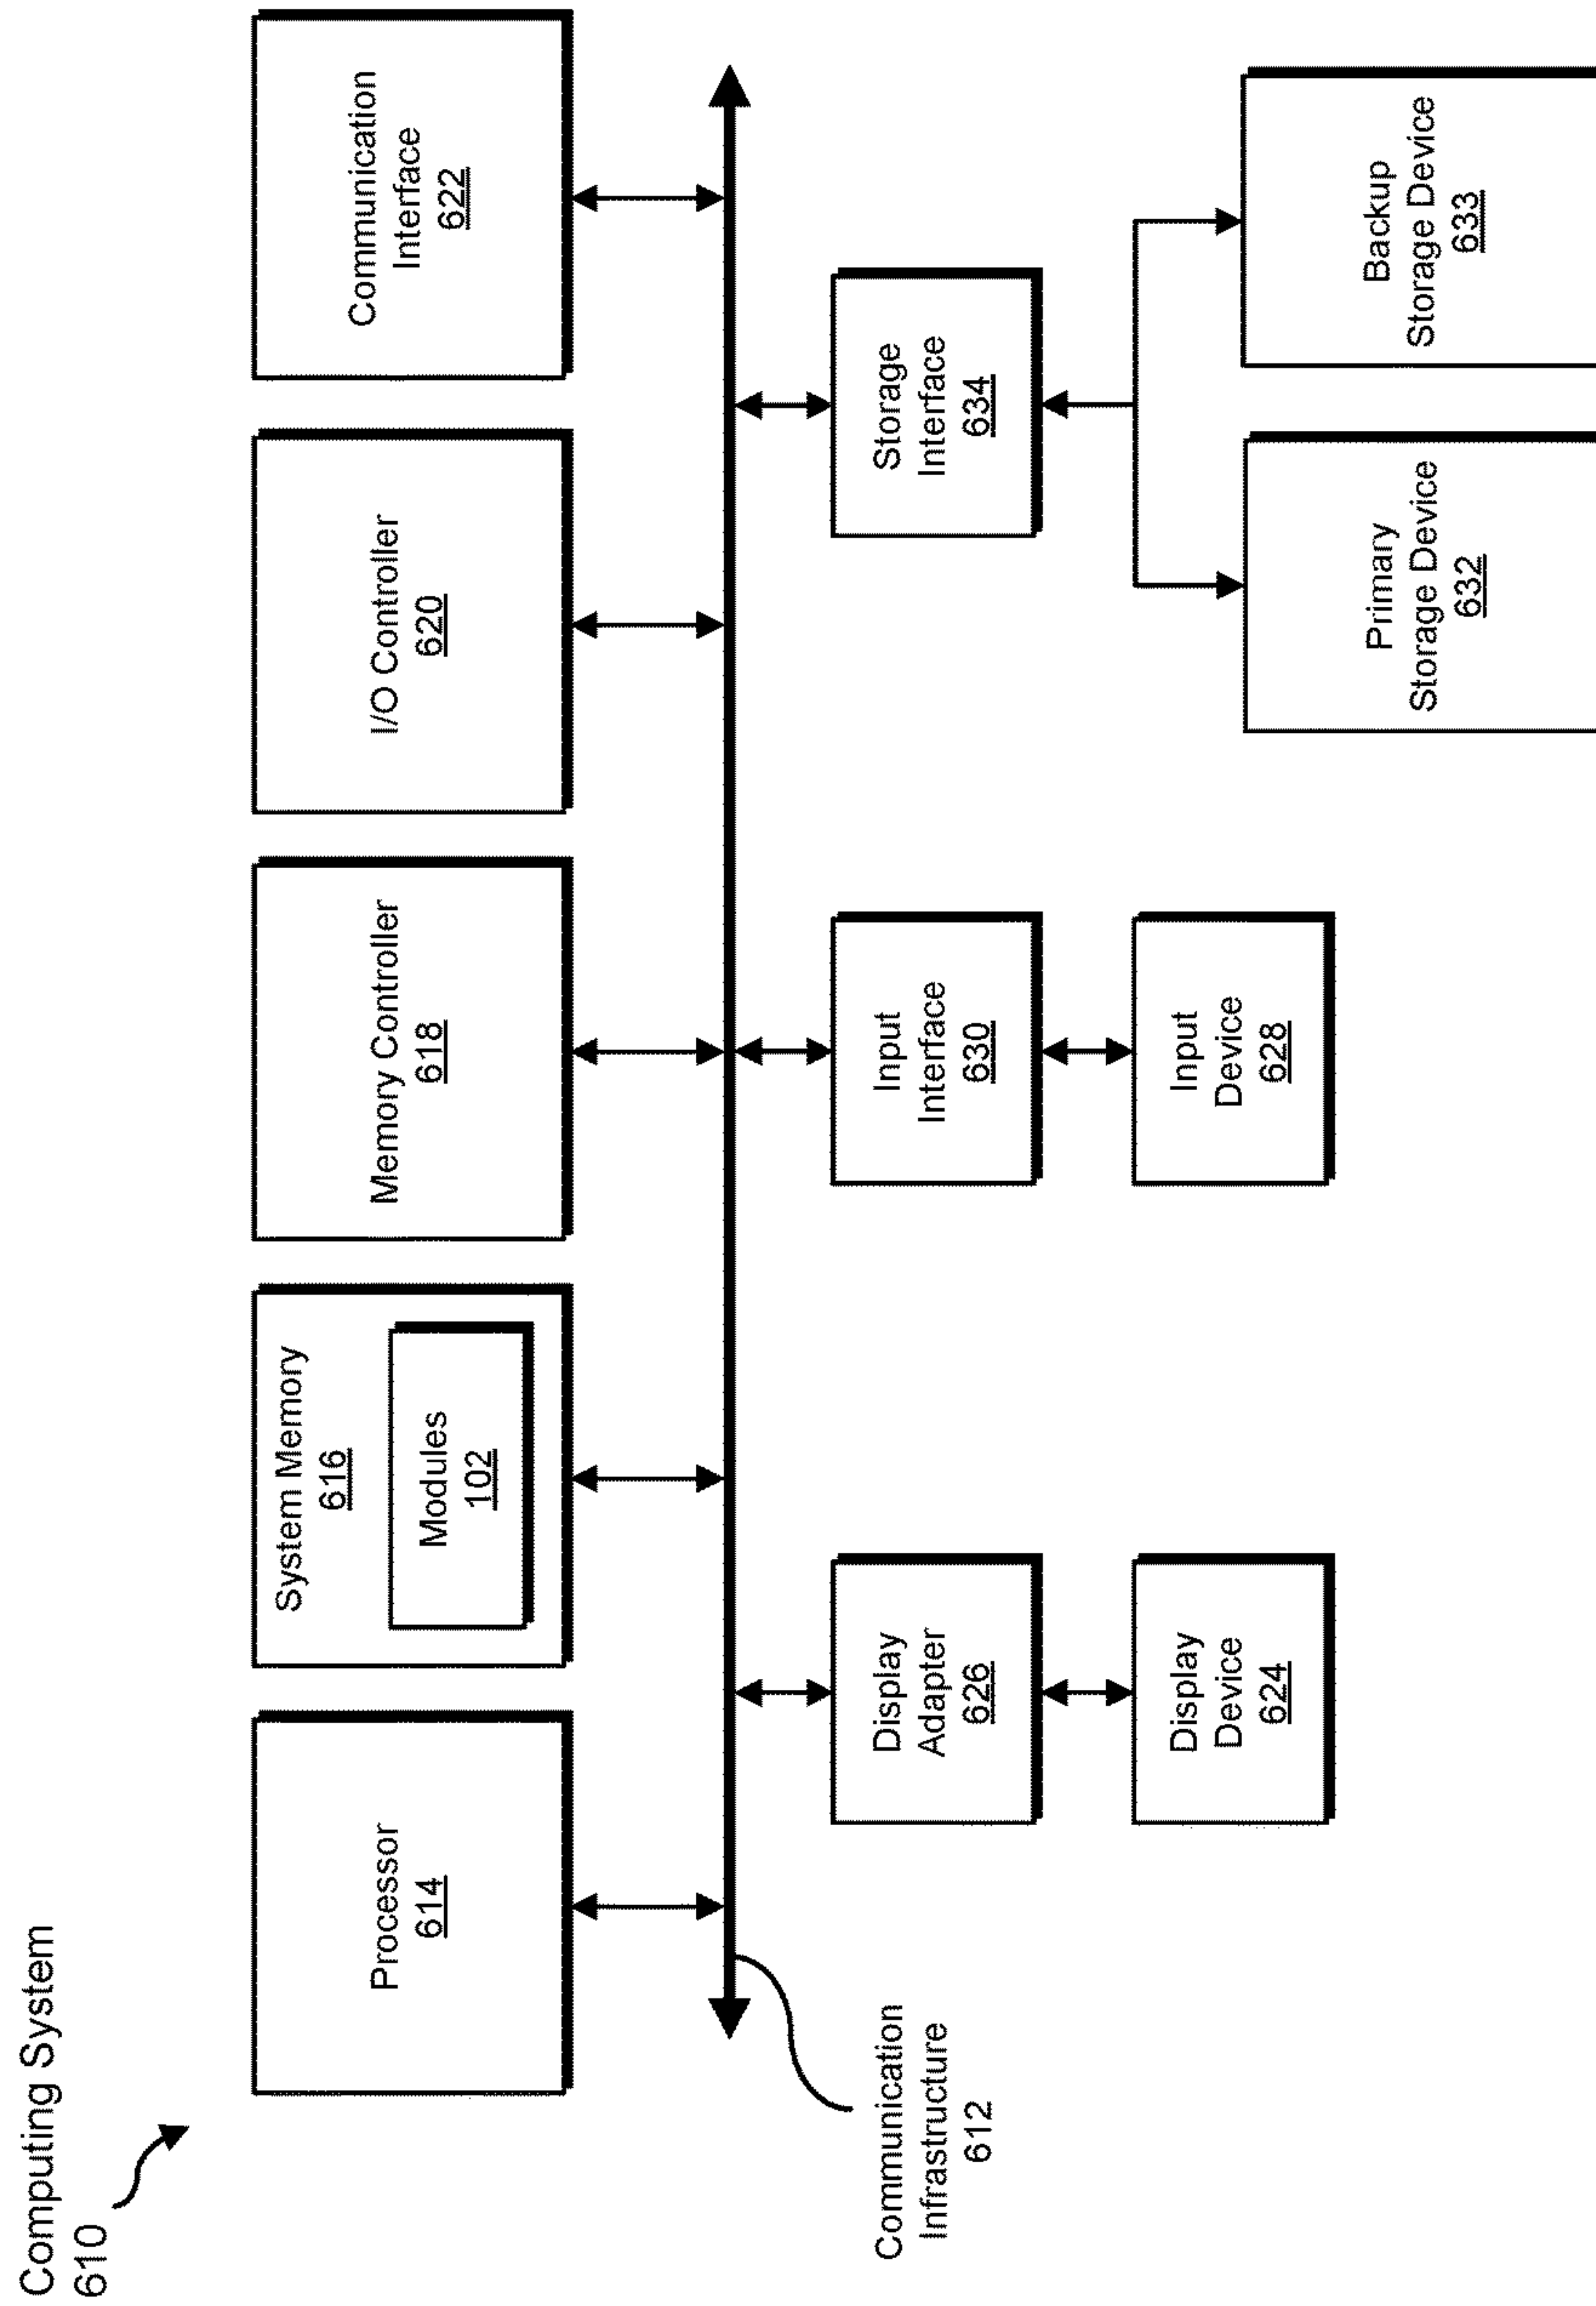 Computing System
610
Processor
614
System Memory
616
Modules
102
Memory Controller
618
I/O Controller
620
Communication
Interface
622
Communication
Infrastructure
612
Display
Adapter
626
Input
Interface
630
Storage
Interface
634
Display
Device
624
Input
Device
628
Primary
Storage Device
632
Backup
Storage Device
633